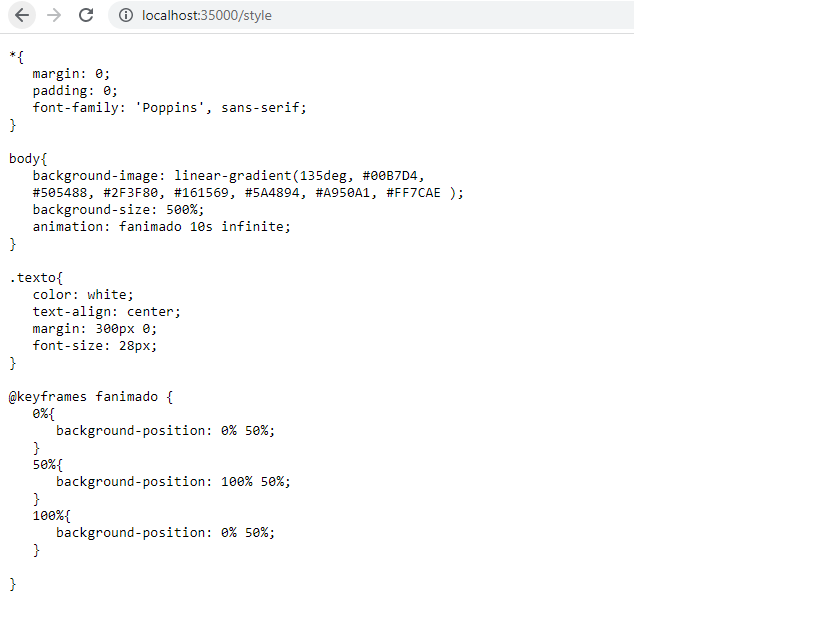 localhost:35000/style
*{
margin: 0;
padding: 0;
font-family: 'Poppins', sans-serif;
}
body{
background-image: linear-gradient(135deg, #00B7D4,
#505488, #2F3F80, #161569, #5A4894, #A950A1, #FF7CAE );
background-size: 500%;
animation: fanimado 10s infinite;
}
.texto{
color: white;
text-align: center;
margin: 300px 0;
font-size: 28px;
}
@keyframes fanimado {
0%{
background-position: 0% 50%;
}
50%{
background-position: 100% 50%;
}
100%{
background-position: 0% 50%;
}
}